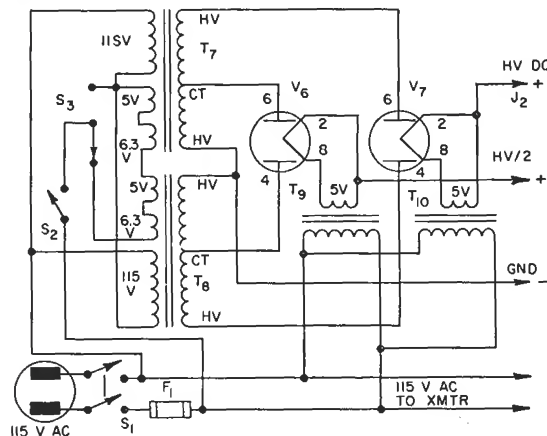 HV
HV DC
J2
115V
T7
V6
V7
S3
6
6
5V
CT
2
2
6.3
V
8
8
HV
HV/2
5V
HV
4
4
S2
T9
5V
T10
5V
6.3
V
CT
GND
115
V
T8
HV
115 V AC
TO XMTR
F1
115 V AC
S1
+
+
−